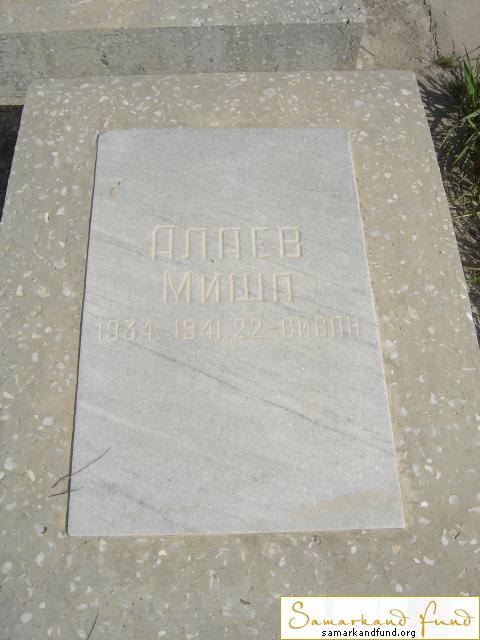 АЛАЕВ
МИША
1934-1941.22-СИВАН
Samarkand Fund
samarkandfund.org